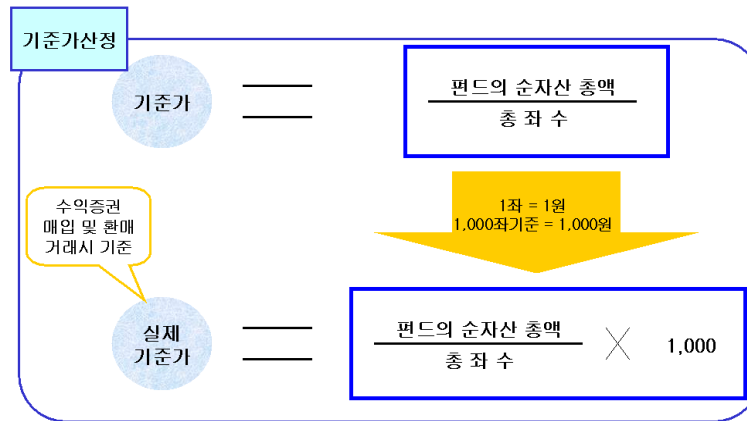 기준가산정
기준가
편드의 순자산 총액
총 좌 수
수익증권
매입 및 환매
거래시 기준
1좌 = 1원
1,000좌기준 = 1,000원
실제
기준가
편드의 순자산 총액
총 좌 수
1,000